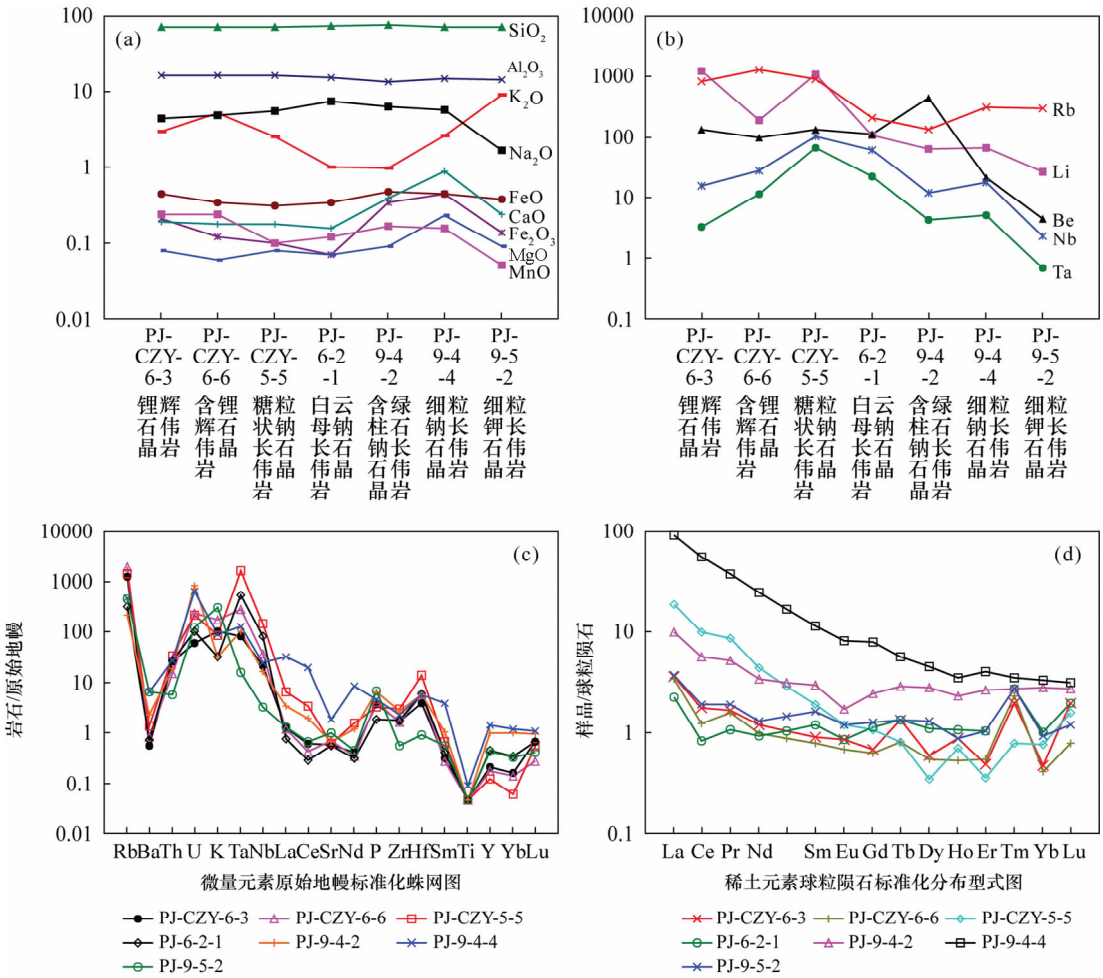 (a)
100
10
1
0.1
0.01
SiO₂
Al₂O₃
K₂O
Na₂O
FeO
CaO
Fe₂O₃
MgO
MnO
PJ-
CZY-
6-3
锂辉
石伟
晶岩
PJ-
CZY-
6-6
含锂
辉石
伟晶
岩
PJ-
CZY-
5-5
糖粒
状钠
长石
伟晶
岩
PJ-
6-2
-1
白云
母钠
长石
伟晶
岩
PJ-
9-4
-2
含绿
柱石
钠长
石伟
晶岩
PJ-
9-4
-4
细粒
钠长
石伟
晶岩
PJ-
9-5
-2
细粒
钾长
石伟
晶岩
(b)
10000
1000
100
10
1
0.1
Rb
Li
Be
Nb
Ta
PJ-
CZY-
6-3
锂辉
石伟
晶岩
PJ-
CZY-
6-6
含锂
辉石
伟晶
岩
PJ-
CZY-
5-5
糖粒
状钠
长石
伟晶
岩
PJ-
6-2
-1
白云
母钠
长石
伟晶
岩
PJ-
9-4
-2
含绿
柱石
钠长
石伟
晶岩
PJ-
9-4
-4
细粒
钠长
石伟
晶岩
PJ-
9-5
-2
细粒
钾长
石伟
晶岩
(c)
岩石/原始地幔
10000
1000
100
10
1
0.1
0.01
Rb Ba Th U K Ta Nb La Ce Sr Nd P Zr Hf Sm Ti Y Yb Lu
微量元素原始地幔标准化蛛网图
PJ-CZY-6-3 PJ-CZY-6-6 PJ-CZY-5-5
PJ-6-2-1 PJ-9-4-2 PJ-9-4-4
PJ-9-5-2
(d)
样品/球粒陨石
100
10
1
0.1
La Ce Pr Nd Sm Eu Gd Tb Dy Ho Er Tm Yb Lu
稀土元素球粒陨石标准化分布型式图
PJ-CZY-6-3 PJ-CZY-6-6 PJ-CZY-5-5
PJ-6-2-1 PJ-9-4-2 PJ-9-4-4
PJ-9-5-2